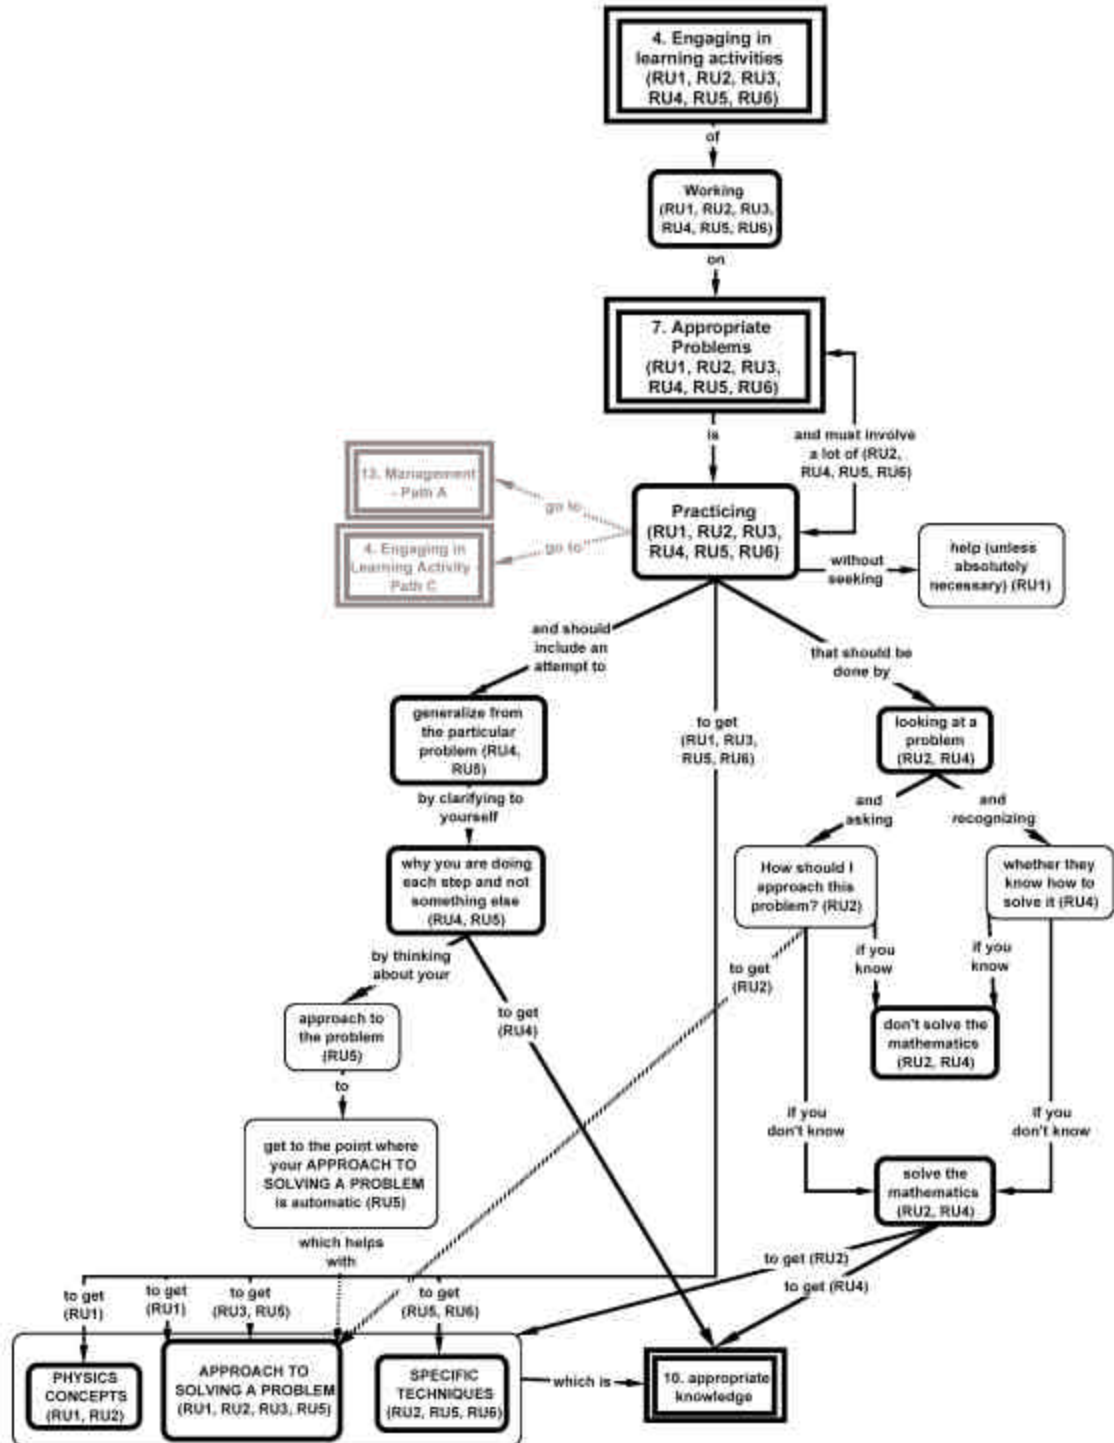 4. Engaging in
learning activities
(RU1, RU2, RU3,
RU4, RU5, RU6)
of
Working
(RU1, RU2, RU3,
RU4, RU5, RU6)
on
7. Appropriate
Problems
(RU1, RU2, RU3,
RU4, RU5, RU6)
is
and must involve
a lot of (RU2,
RU4, RU5, RU6)
13. Management
- Path A
go to
4. Engaging in
Learning Activity -
Path C
go to
Practicing
(RU1, RU2, RU3,
RU4, RU5, RU6)
without
seeking
help (unless
absolutely
necessary) (RU1)
and should
include an
attempt to
that should be
done by
generalize from
the particular
problem (RU4,
RU5)
to get
(RU1, RU3,
RU5, RU6)
looking at a
problem
(RU2, RU4)
by clarifying to
yourself
and
asking
and
recognizing
why you are doing
each step and not
something else
(RU4, RU5)
How should I
approach this
problem? (RU2)
whether they
know how to
solve it (RU4)
by thinking
about your
to get
(RU2)
if you
know
if you
know
approach to
the problem
(RU5)
to get
(RU4)
don't solve the
mathematics
(RU2, RU4)
to
get to the point where
your APPROACH TO
SOLVING A PROBLEM
is automatic (RU5)
if you
don't know
if you
don't know
solve the
mathematics
(RU2, RU4)
which helps
with
to get (RU2)
to get (RU4)
to get
(RU1)
to get
(RU1)
to get
(RU3, RU5)
to get
(RU5, RU6)
PHYSICS
CONCEPTS
(RU1, RU2)
APPROACH TO
SOLVING A PROBLEM
(RU1, RU2, RU3, RU5)
SPECIFIC
TECHNIQUES
(RU2, RU5, RU6)
which is
10. appropriate
knowledge